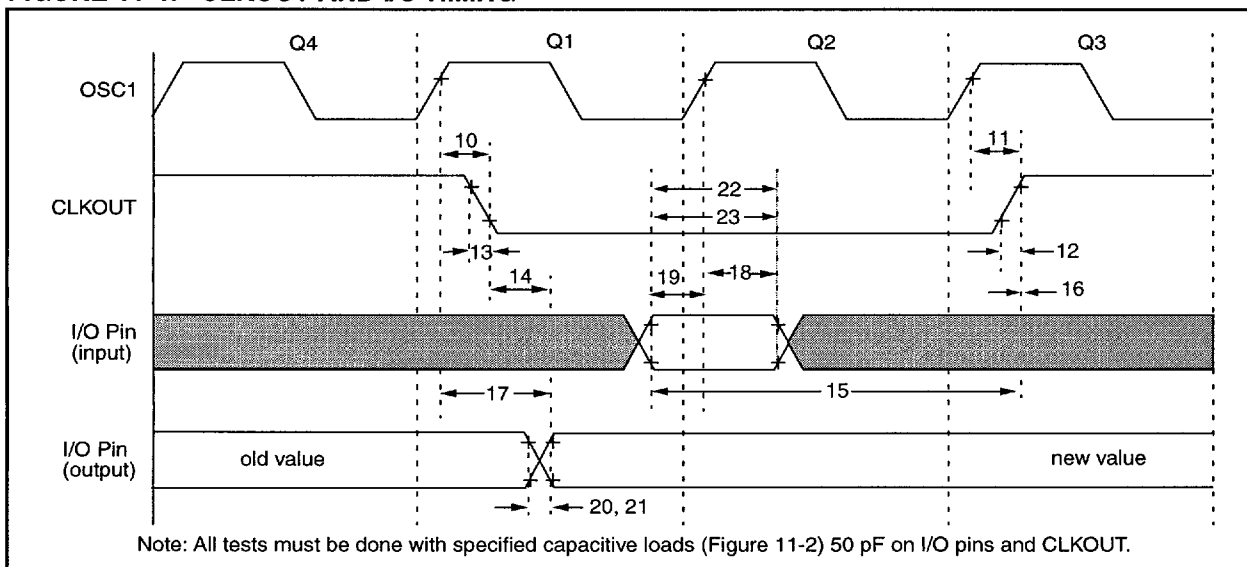 FIGURE 11-4: CLKOUT AND I/O TIMING
Q4 Q1 Q2 Q3
OSC1
10
11
CLKOUT
22
23
13
12
14
19
18
16
I/O Pin
(input)
17
15
I/O Pin
(output)
old value
new value
20, 21
Note: All tests must be done with specified capacitive loads (Figure 11-2) 50 pF on I/O pins and CLKOUT.